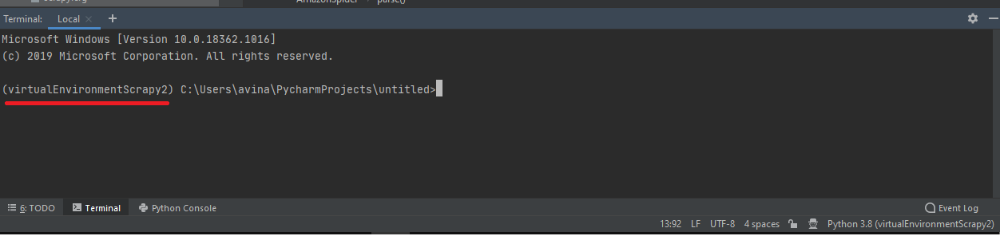 AmazonSpider parse()
Terminal: Local × +
Microsoft Windows [Version 10.0.18362.1016]
(c) 2019 Microsoft Corporation. All rights reserved.
(virtualEnvironmentScrapy2) C:\Users\avina\PycharmProjects\untitled>
6: TODO Terminal Python Console Event Log
13:92 LF UTF-8 4 spaces Python 3.8 (virtualEnvironmentScrapy2)